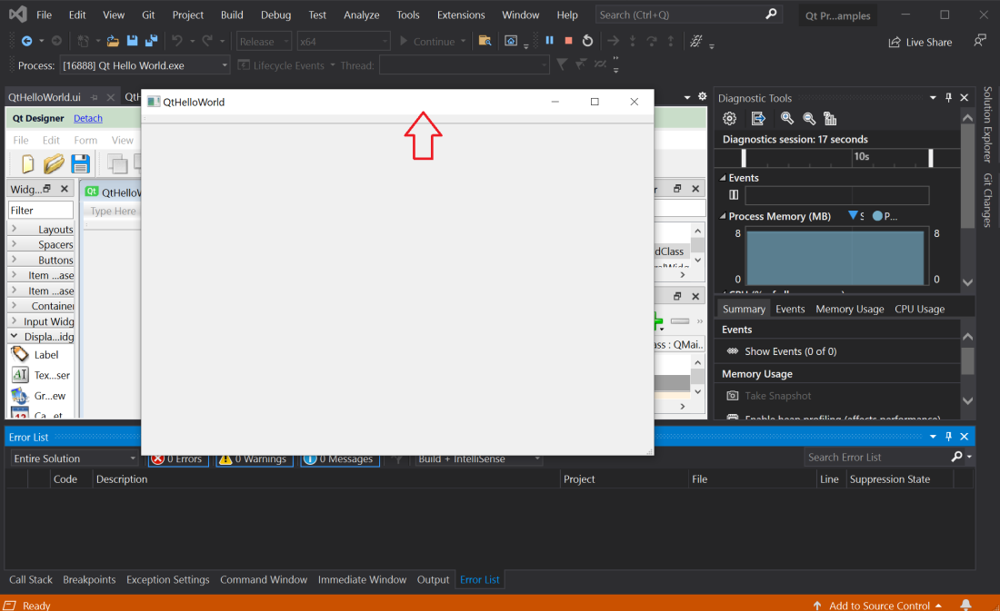 File Edit View Git Project Build Debug Test Analyze Tools Extensions Window Help Search (Ctrl+Q) Qt Pr...amples
Release x64 Continue Live Share
Process: [16888] Qt Hello World.exe Lifecycle Events Thread:
QtHelloWorld.ui QtH
QtHelloWorld
Qt Designer Detach
File Edit Form View
Widg...
QtHelloW
Filter
Type Here
Layouts
Spacers
Buttons
Item ...ase
Item ...ase
Container
Input Widg
Displa...idg
Label
Tex...ser
Gr...ew
Ca...et
r
dClass
ass : QMai...
Diagnostic Tools
Diagnostics session: 17 seconds
10s
Events
Process Memory (MB) S P...
8 8
0 0
Summary Events Memory Usage CPU Usage
Events
Show Events (0 of 0)
Memory Usage
Take Snapshot
Enable heap profiling (affects performance)
Solution Explorer
Git Changes
Error List
Entire Solution 0 Errors 0 Warnings 0 Messages Build + IntelliSense Search Error List
Code Description Project File Line Suppression State
Call Stack Breakpoints Exception Settings Command Window Immediate Window Output Error List
Ready Add to Source Control